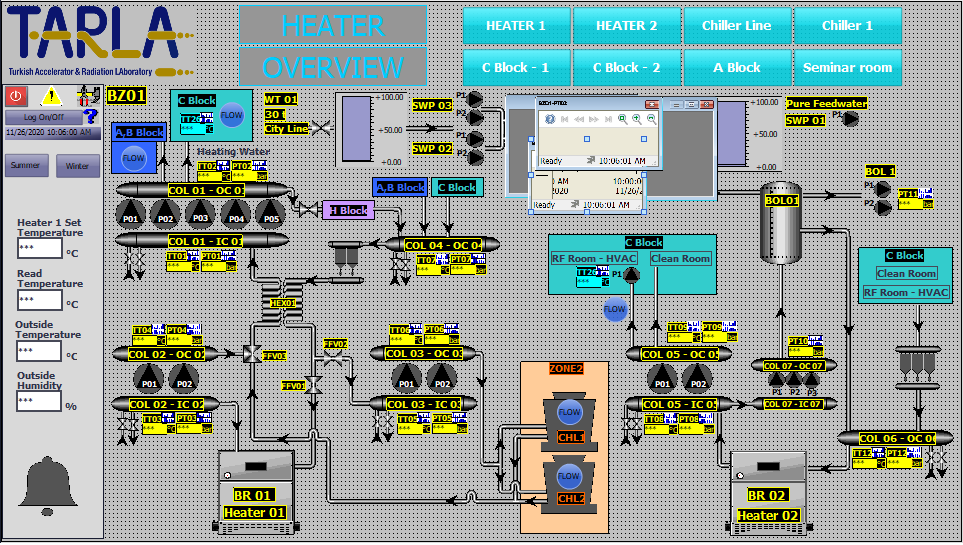 TARLA
Turkish Accelerator & Radiation LAboratory
HEATER
OVERVIEW
HEATER 1
HEATER 2
Chiller Line
Chiller 1
C Block - 1
C Block - 2
A Block
Seminar room
Log On/Off
11/26/2020 10:06:00 AM
Summer
Winter
Heater 1 Set
Temperature
***
°C
Read
Temperature
***
°C
Outside
Temperature
***
°C
Outside
Humidity
***
%
BZ01
A,B Block
FLOW
C Block
FLOW
***
WT 01
30 t
City Line
+100.00
+50.00
+0.00
SWP 03
P1
P2
SWP 02
P1
P2
BZ01-PT02
Ready
10:06:01 AM
0 AM
10:00:0
2020
11/26/2
Ready
10:06:01 AM
+100.00
+50.00
+0.00
Pure Feedwater
SWP 01
P1
Heating Water
TT02
PT02
***
***
COL 01 - OC 01
P01
P02
P03
P04
P05
COL 01 - IC 01
TT01
PT01
***
***
H Block
A,B Block
C Block
COL 04 - OC 04
TT07
PT07
***
***
HEX01
BOL 1
P1
P2
PT11
***
bar
BOL01
C Block
RF Room - HVAC
Clean Room
P1
***
FLOW
C Block
Clean Room
RF Room - HVAC
TT04
PT04
***
***
COL 02 - OC 02
P01
P02
COL 02 - IC 02
TT03
PT03
***
***
FFV03
FFV02
FFV01
TT06
PT06
***
***
COL 03 - OC 03
P01
P02
COL 03 - IC 03
TT05
PT05
***
***
ZONE2
FLOW
CHL1
FLOW
CHL2
TT09
PT09
***
***
COL 05 - OC 05
P01
P02
COL 05 - IC 05
TT08
PT08
***
***
PT10
***
bar
COL 07 - OC 07
P1
P2
P3
COL 07 - IC 07
COL 06 - OC 06
TT12
PT12
***
***
BR 01
Heater 01
BR 02
Heater 02